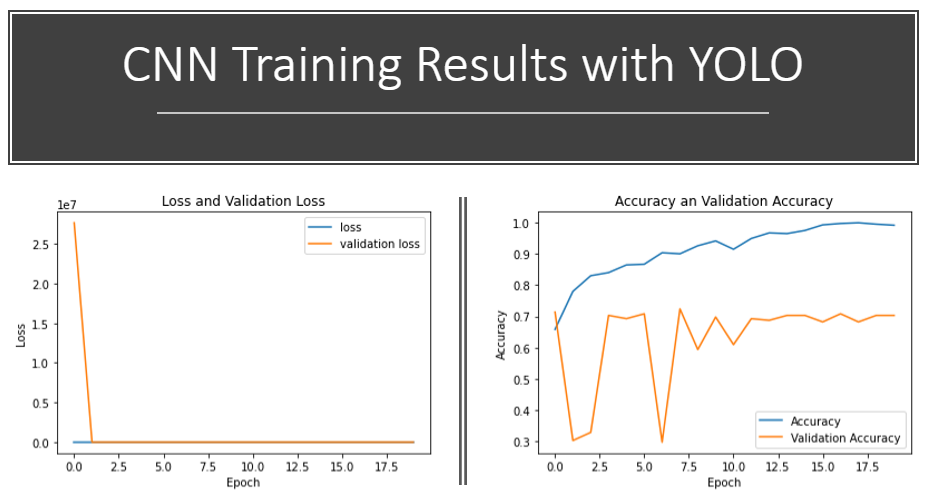 CNN Training Results with YOLO
Loss and Validation Loss
1e7
loss
validation loss
2.5
2.0
1.5
1.0
0.5
0.0
Loss
0.0 2.5 5.0 7.5 10.0 12.5 15.0 17.5
Epoch
Accuracy an Validation Accuracy
1.0
0.9
0.8
0.7
0.6
0.5
0.4
0.3
Accuracy
Accuracy
Validation Accuracy
0.0 2.5 5.0 7.5 10.0 12.5 15.0 17.5
Epoch